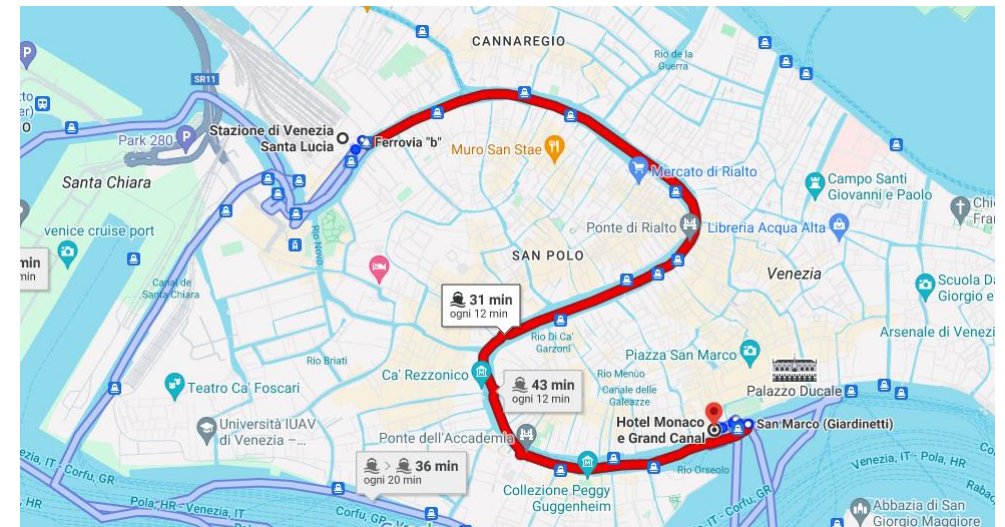 P
CANNAREGIO
Rio de la
Guerra
SR11
Park 280 P
Stazione di Venezia
Santa Lucia
Ferrovia "b"
Muro San Stae
Mercato di Rialto
Santa Chiara
Campo Santi
Giovanni e Paolo
venice cruise port
Rio Novo
Ponte di Rialto
Libreria Acqua Alta
SAN POLO
Venezia
min
Canal de
Santa Chiara
31 min
ogni 12 min
Scuola Da
Giorgio e
Rio Di Ca'
Garzoni
Arsenale di Venezi
Rio Briati
Ca' Rezzonico
Piazza San Marco
Teatro Ca' Foscari
43 min
ogni 12 min
Rio Menùo
Canale delle
Galeazze
Palazzo Ducale
Università IUAV
di Venezia –...
Ponte dell'Accademia
Hotel Monaco
e Grand Canal
San Marco (Giardinetti)
> 36 min
ogni 20 min
Rio Orseolo
Venezia, IT - Pola, HR
ezia, IT - Corfu, GR
Pola, HR - Venezia, IT
Corfu, GR
Collezione Peggy
Guggenheim
Abbazia di San
Giorgio Maggiore